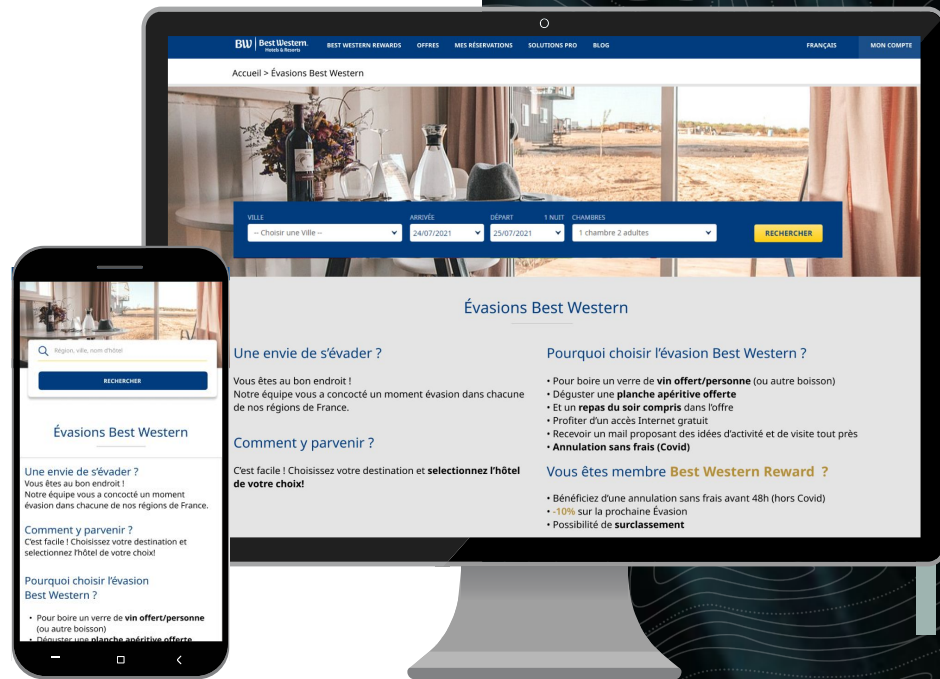 BW Best Western. Hotels & Resorts BEST WESTERN REWARDS OFFRES MES RÉSERVATIONS SOLUTIONS PRO BLOG FRANÇAIS MON COMPTE
Accueil > Évasions Best Western
VILLE ARRIVÉE DÉPART 1 NUIT CHAMBRES
-- Choisir une Ville -- 24/07/2021 25/07/2021 1 chambre 2 adultes RECHERCHER
Évasions Best Western
Une envie de s’évader ?
Vous êtes au bon endroit !
Notre équipe vous a concocté un moment évasion dans chacune
de nos régions de France.
Comment y parvenir ?
C’est facile ! Choisissez votre destination et selectionnez l’hôtel
de votre choix!
Pourquoi choisir l’évasion Best Western ?
• Pour boire un verre de vin offert/personne (ou autre boisson)
• Déguster une planche apéritive offerte
• Et un repas du soir compris dans l’offre
• Profiter d’un accès Internet gratuit
• Recevoir un mail proposant des idées d’activité et de visite tout près
• Annulation sans frais (Covid)
Vous êtes membre Best Western Reward ?
• Bénéficiez d’une annulation sans frais avant 48h (hors Covid)
• -10% sur la prochaine Évasion
• Possibilité de surclassement
Région, ville, nom d'hôtel
RECHERCHER
Évasions Best Western
Une envie de s’évader ?
Vous êtes au bon endroit !
Notre équipe vous a concocté un moment
évasion dans chacune de nos régions de France.
Comment y parvenir ?
C’est facile ! Choisissez votre destination et
selectionnez l’hôtel de votre choix!
Pourquoi choisir l’évasion
Best Western ?
• Pour boire un verre de vin offert/personne
(ou autre boisson)
• Déguster une planche apéritive offerte